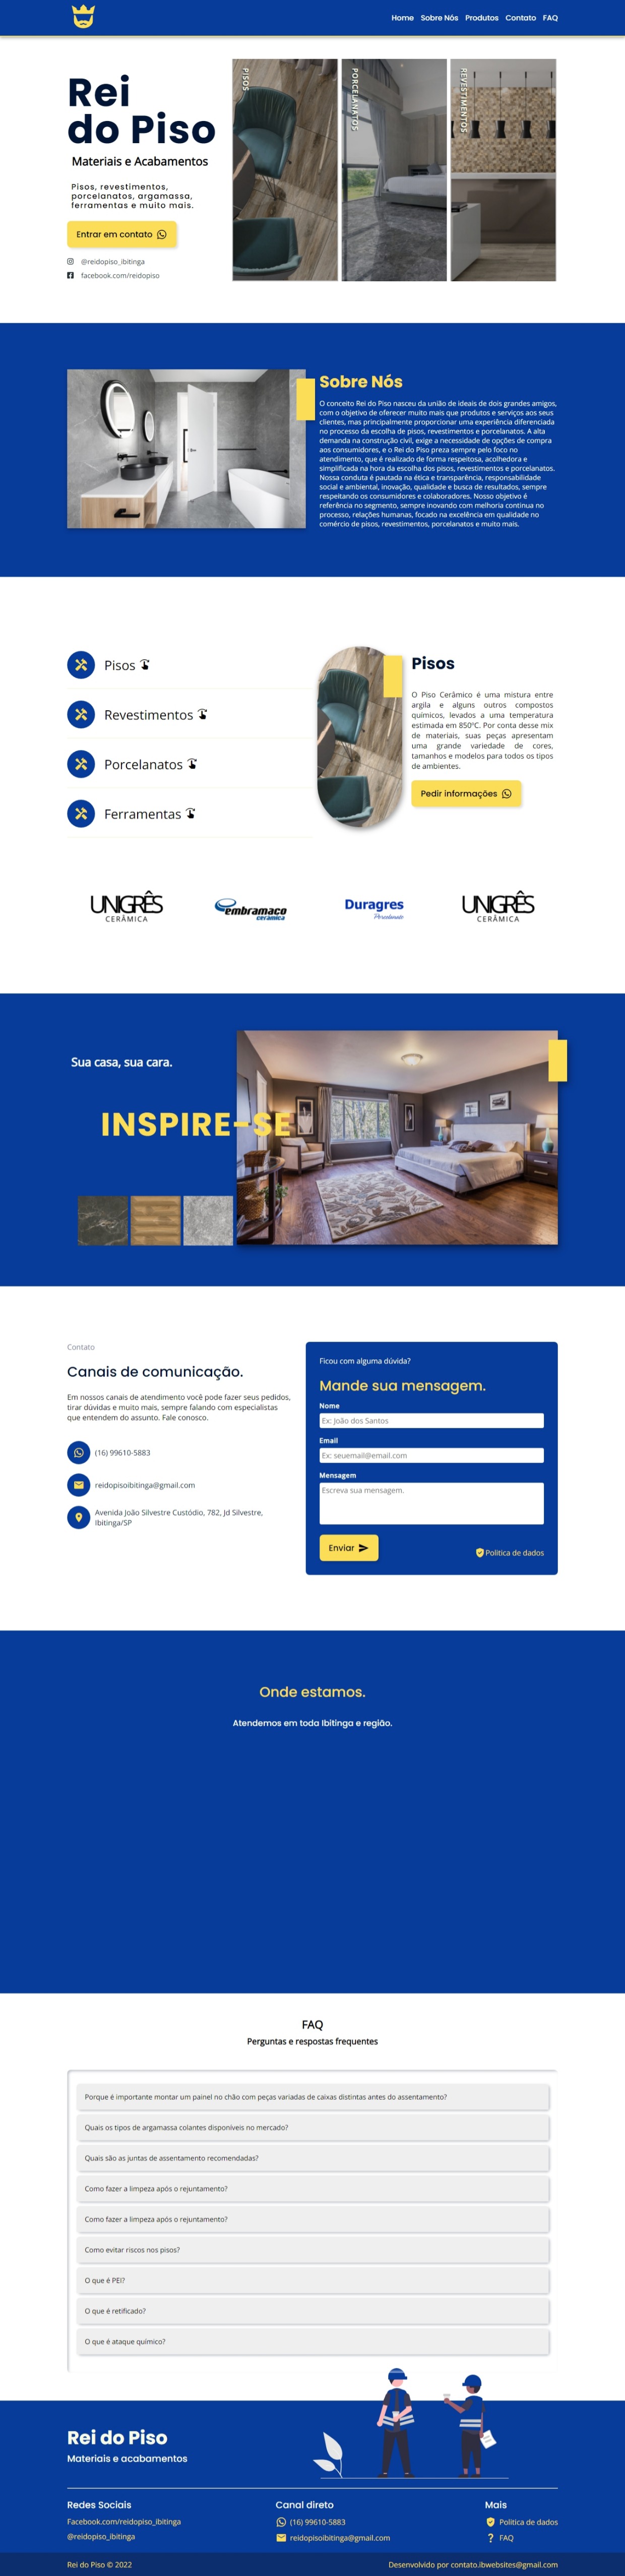 Home Sobre Nós Produtos Contato FAQ
Rei
do Piso
Materiais e Acabamentos
Pisos, revestimentos,
porcelanatos, argamassa,
ferramentas e muito mais.
Entrar em contato
@reidopiso_ibitinga
facebook.com/reidopiso
PISOS
PORCELANATOS
REVESTIMENTOS
Sobre Nós
O conceito Rei do Piso nasceu da união de ideais de dois grandes amigos,
com o objetivo de oferecer muito mais que produtos e serviços aos seus
clientes, mas principalmente proporcionar uma experiência diferenciada
no processo da escolha de pisos, revestimentos e porcelanatos. A alta
demanda na construção civil, exige a necessidade de opções de compra
aos consumidores, e o Rei do Piso preza sempre pelo foco no
atendimento, que é realizado de forma respeitosa, acolhedora e
simplificada na hora da escolha dos pisos, revestimentos e porcelanatos.
Nossa conduta é pautada na ética e transparência, responsabilidade
social e ambiental, inovação, qualidade e busca de resultados, sempre
respeitando os consumidores e colaboradores. Nosso objetivo é
referência no segmento, sempre inovando com melhoria contínua no
processo, relações humanas, focado na excelência em qualidade no
comércio de pisos, revestimentos, porcelanatos e muito mais.
Pisos
Revestimentos
Porcelanatos
Ferramentas
Pisos
O Piso Cerâmico é uma mistura entre
argila e alguns outros compostos
químicos, levados a uma temperatura
estimada em 850ºC. Por conta desse mix
de materiais, suas peças apresentam
uma grande variedade de cores,
tamanhos e modelos para todos os tipos
de ambientes.
Pedir informações
UNIGRÊS
CERÂMICA
embramaco
cerâmica
Duragres
Porcelanato
UNIGRÊS
CERÂMICA
Sua casa, sua cara.
INSPIRE-SE
Contato
Canais de comunicação.
Em nossos canais de atendimento você pode fazer seus pedidos,
tirar dúvidas e muito mais, sempre falando com especialistas
que entendem do assunto. Fale conosco.
(16) 99610-5883
reidopisoibitinga@gmail.com
Avenida João Silvestre Custódio, 782, Jd Silvestre,
Ibitinga/SP
Ficou com alguma dúvida?
Mande sua mensagem.
Nome
Ex: João dos Santos
Email
Ex: seuemail@email.com
Mensagem
Escreva sua mensagem.
Enviar
Politica de dados
Onde estamos.
Atendemos em toda Ibitinga e região.
FAQ
Perguntas e respostas frequentes
Porque é importante montar um painel no chão com peças variadas de caixas distintas antes do assentamento?
Quais os tipos de argamassa colantes disponíveis no mercado?
Quais são as juntas de assentamento recomendadas?
Como fazer a limpeza após o rejuntamento?
Como fazer a limpeza após o rejuntamento?
Como evitar riscos nos pisos?
O que é PEI?
O que é retificado?
O que é ataque químico?
Rei do Piso
Materiais e acabamentos
Redes Sociais
Facebook.com/reidopiso_ibitinga
@reidopiso_ibitinga
Canal direto
(16) 99610-5883
reidopisoibitinga@gmail.com
Mais
Politica de dados
FAQ
Rei do Piso © 2022
Desenvolvido por contato.ibwebsites@gmail.com